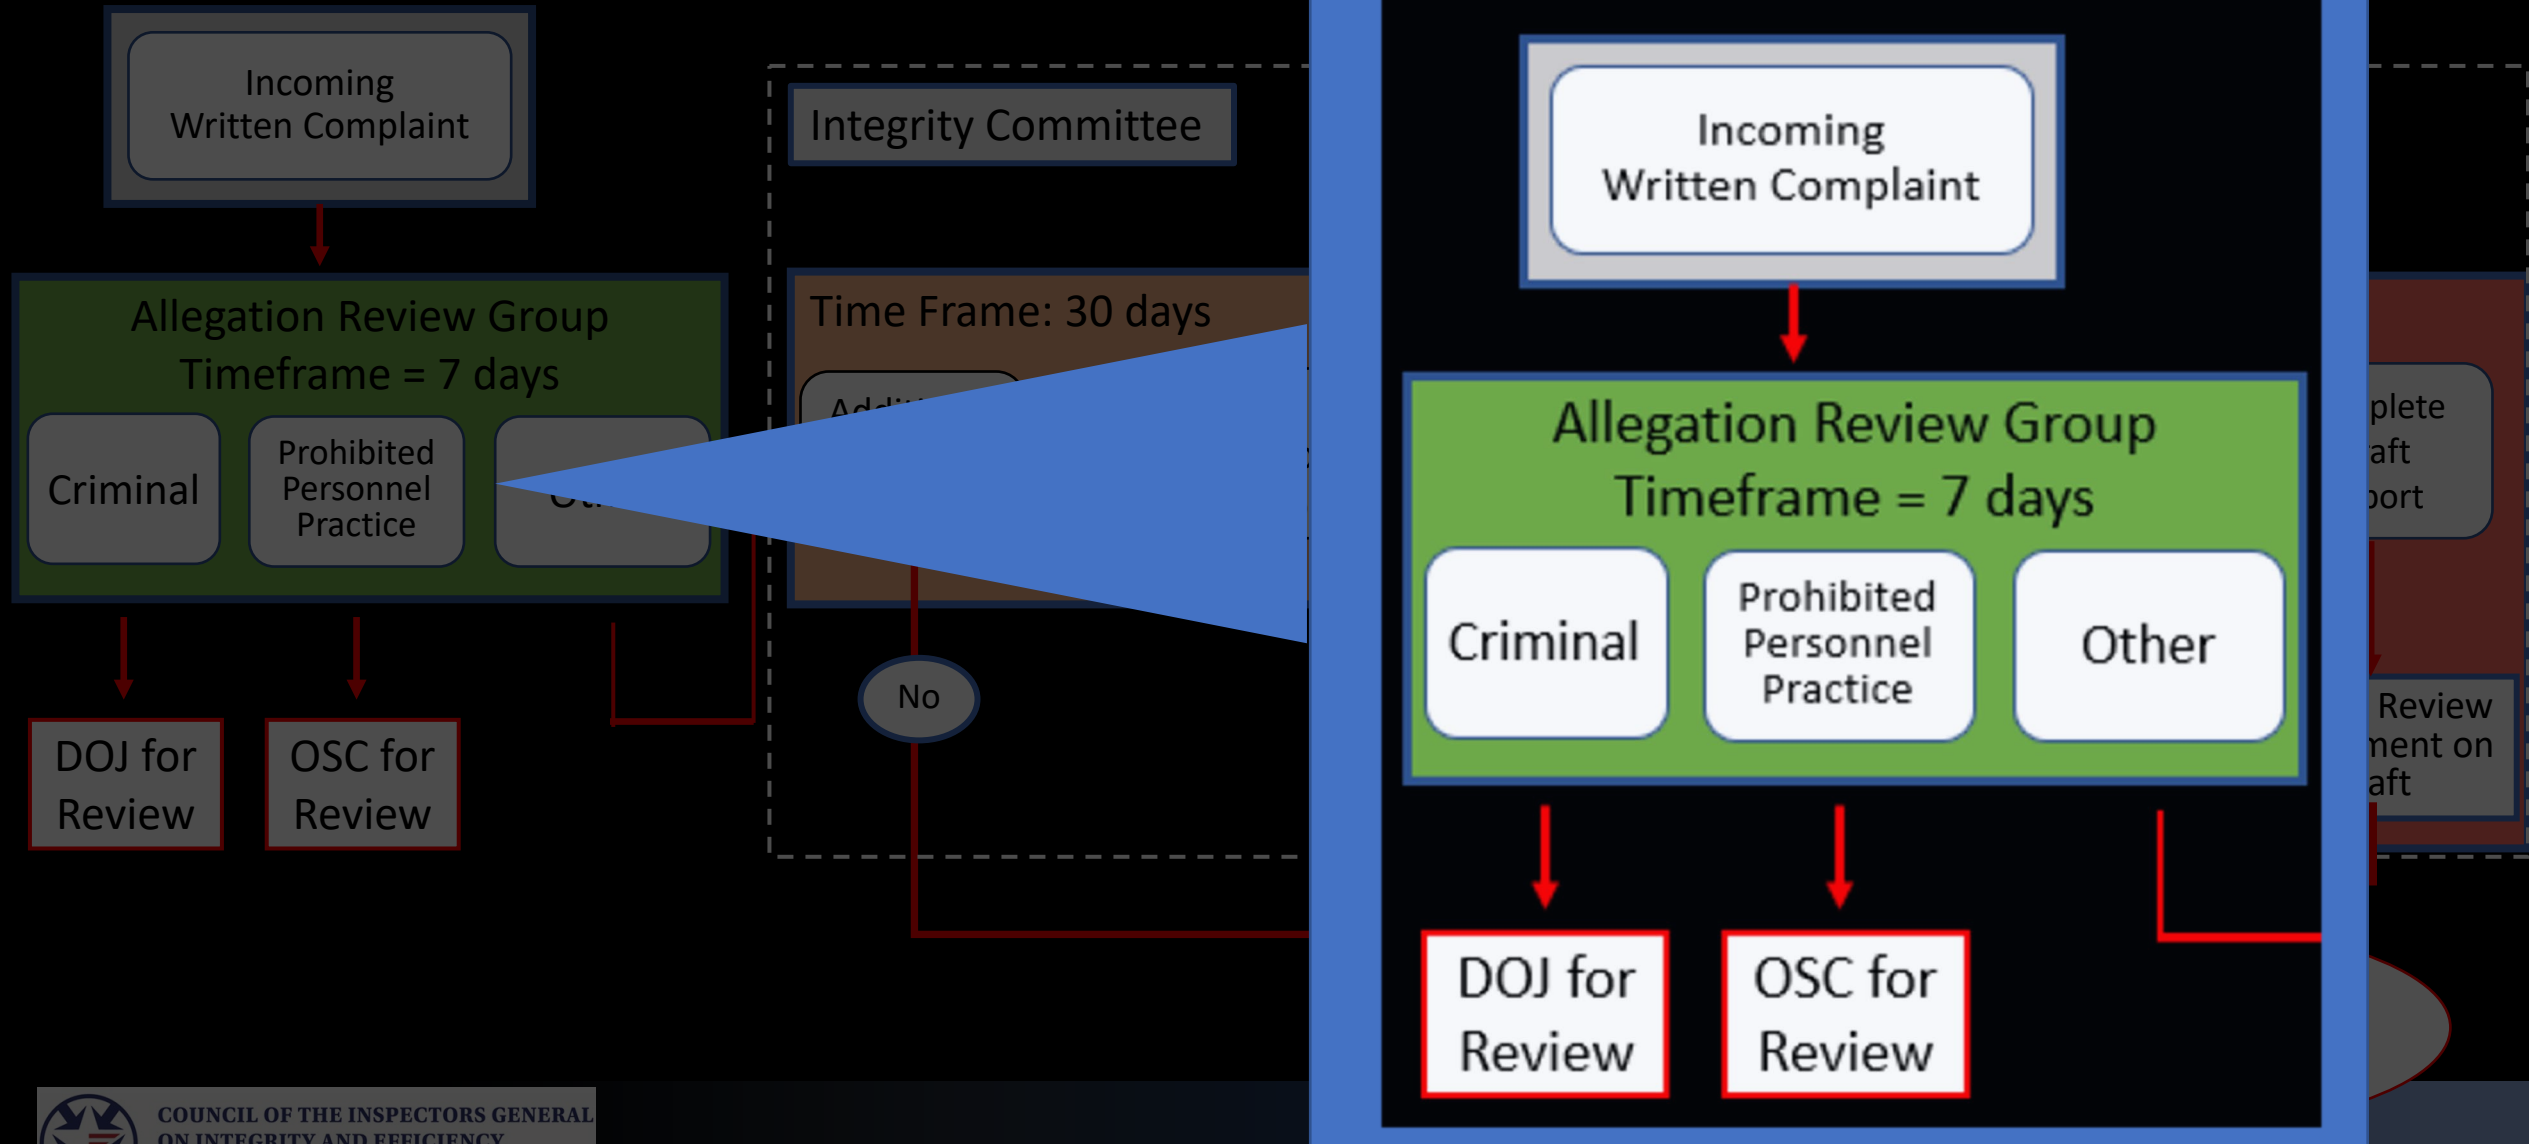 Incoming
Written Complaint
Allegation Review Group
Timeframe = 7 days
Criminal
Prohibited
Personnel
Practice
DOJ for
Review
OSC for
Review
Integrity Committee
Time Frame: 30 days
No
Incoming
Written Complaint
Allegation Review Group
Timeframe = 7 days
Criminal
Prohibited
Personnel
Practice
Other
DOJ for
Review
OSC for
Review
Review
on
COUNCIL OF THE INSPECTORS GENERAL
ON INTEGRITY AND EFFICIENCY